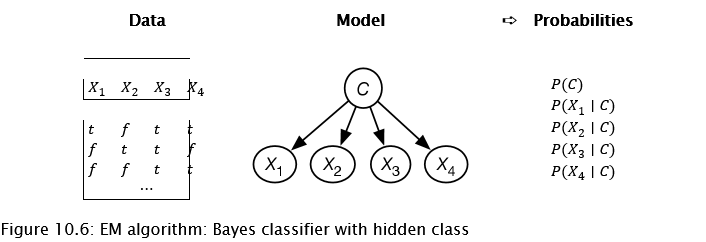 Data Model ➪ Probabilities
X₁ X₂ X₃ X₄
t f t t
f t t f
f f t t
...
C
X₁ X₂ X₃ X₄
P(C)
P(X₁ | C)
P(X₂ | C)
P(X₃ | C)
P(X₄ | C)
Figure 10.6: EM algorithm: Bayes classifier with hidden class